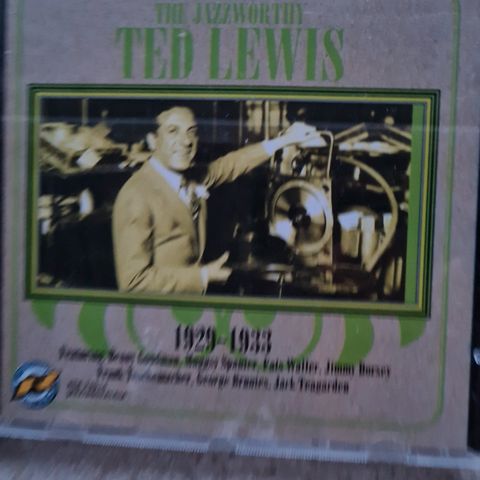 THE JAZZWORTHY
TED LEWIS
1929-1933
Featuring Benny Goodman, Muggsy Spanier, Fats Waller, Jimmy Dorsey
Frank Teschemacher, George Brunies, Jack Teagarden